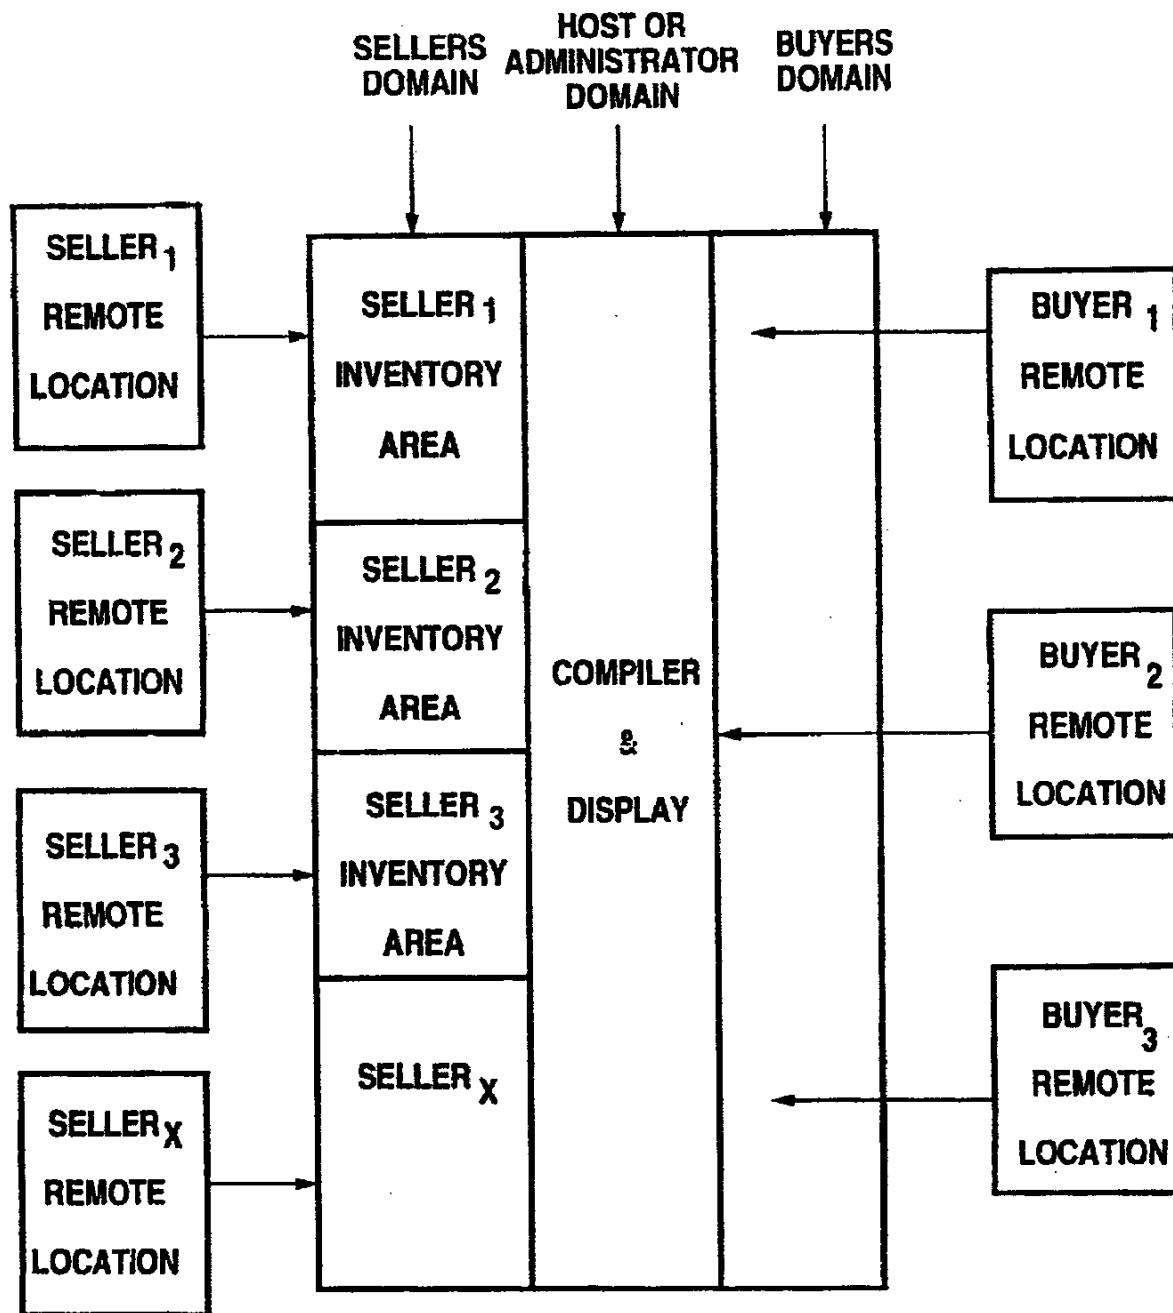 SELLERS
DOMAIN
HOST OR
ADMINISTRATOR
DOMAIN
BUYERS
DOMAIN
SELLER1
REMOTE
LOCATION
SELLER2
REMOTE
LOCATION
SELLER3
REMOTE
LOCATION
SELLERX
REMOTE
LOCATION
SELLER1
INVENTORY
AREA
SELLER2
INVENTORY
AREA
SELLER3
INVENTORY
AREA
SELLERX
COMPILER
&
DISPLAY
BUYER1
REMOTE
LOCATION
BUYER2
REMOTE
LOCATION
BUYER3
REMOTE
LOCATION